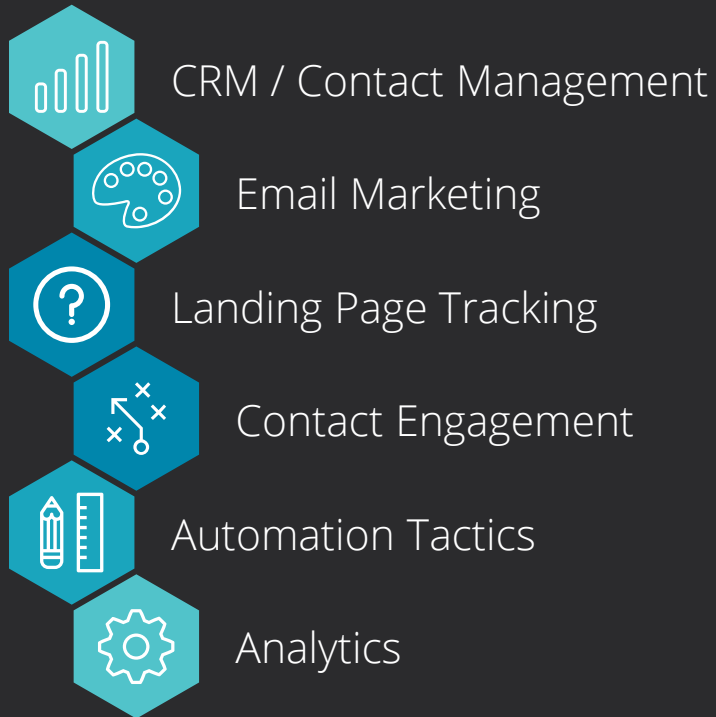 CRM / Contact Management
Email Marketing
Landing Page Tracking
Contact Engagement
Automation Tactics
Analytics